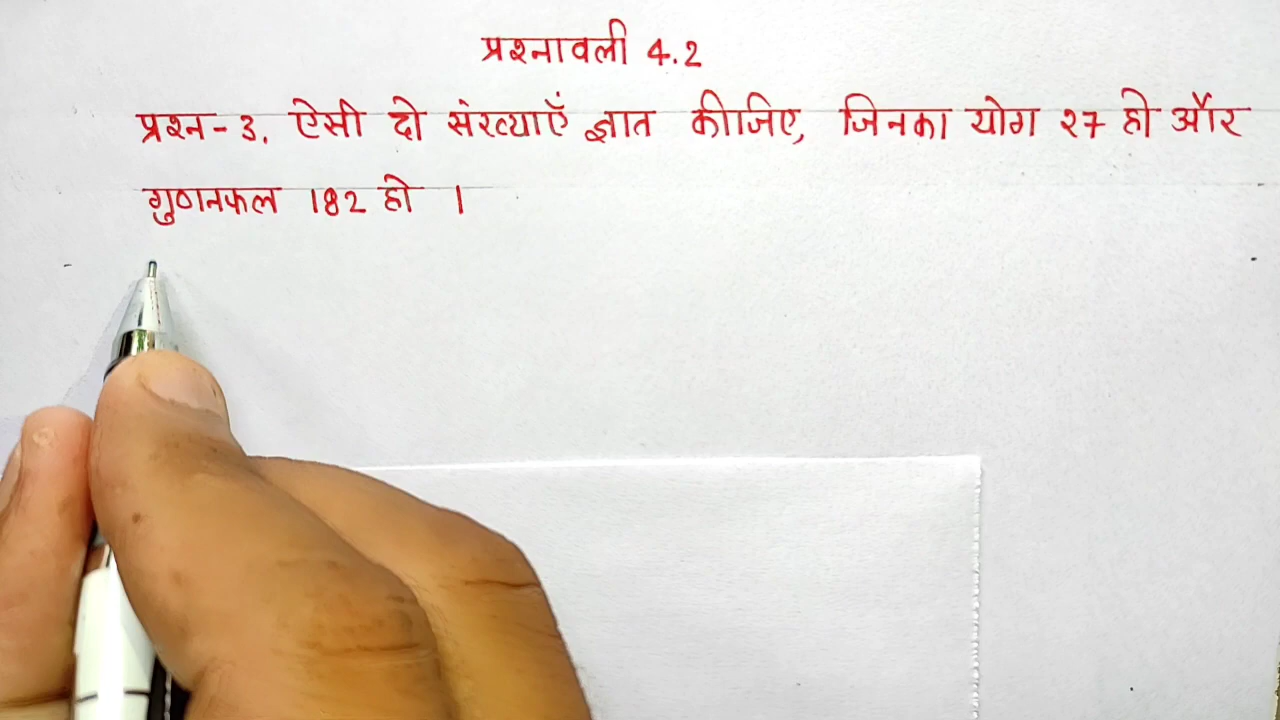 प्रश्नावली 4.2
प्रश्न-3. ऐसी दो संख्याएँ ज्ञात कीजिए, जिनका योग 27 हो और
गुणनफल 182 हो ।